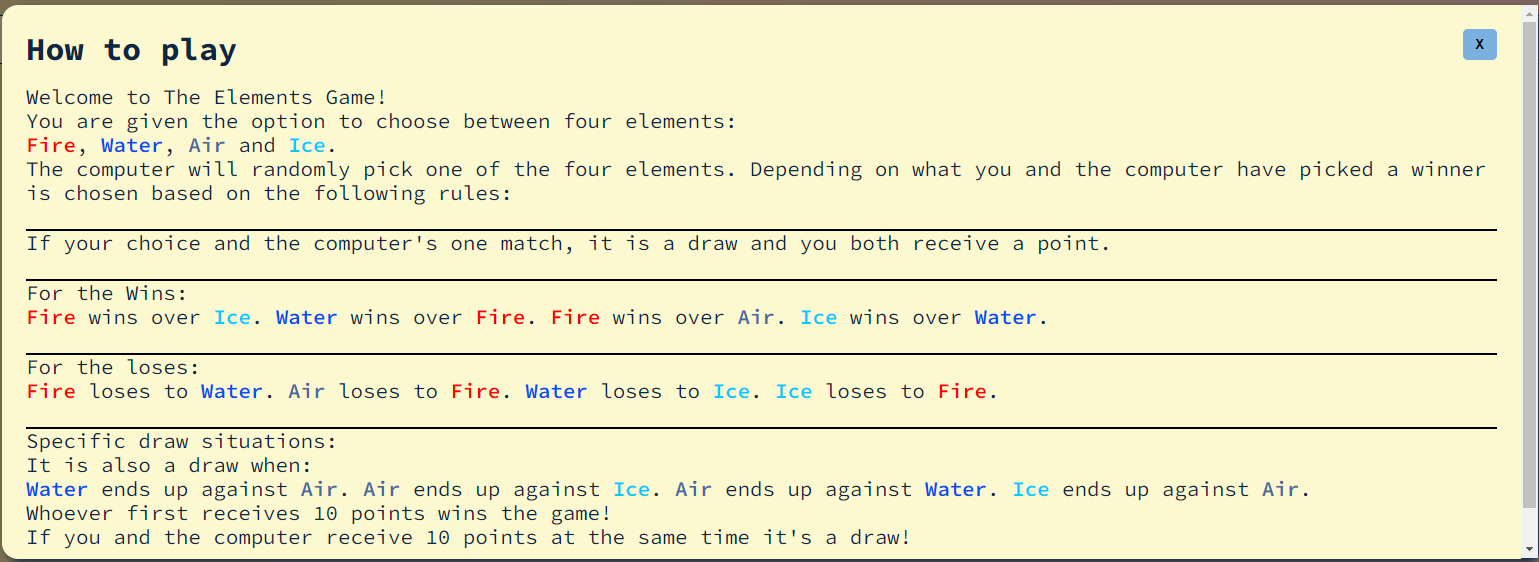 How to play
X
Welcome to The Elements Game!
You are given the option to choose between four elements:
Fire, Water, Air and Ice.
The computer will randomly pick one of the four elements. Depending on what you and the computer have picked a winner
is chosen based on the following rules:
If your choice and the computer's one match, it is a draw and you both receive a point.
For the Wins:
Fire wins over Ice. Water wins over Fire. Fire wins over Air. Ice wins over Water.
For the loses:
Fire loses to Water. Air loses to Fire. Water loses to Ice. Ice loses to Fire.
Specific draw situations:
It is also a draw when:
Water ends up against Air. Air ends up against Ice. Air ends up against Water. Ice ends up against Air.
Whoever first receives 10 points wins the game!
If you and the computer receive 10 points at the same time it's a draw!